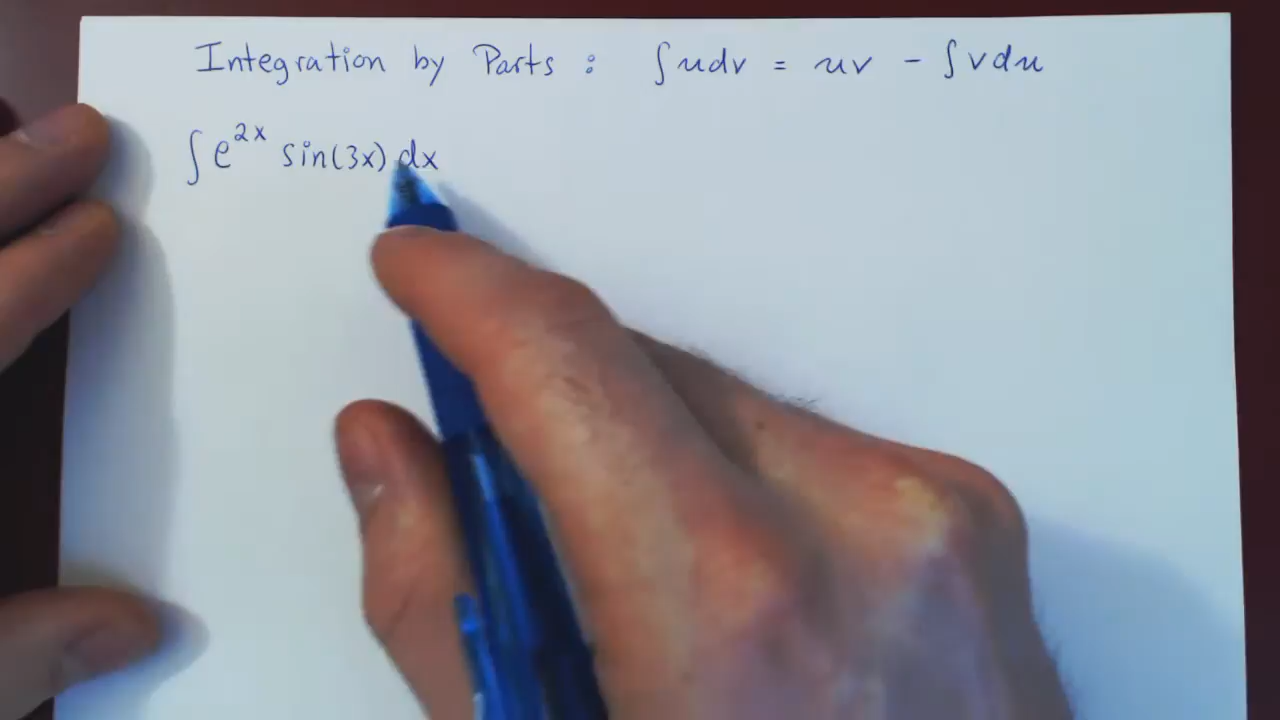 Integration by Parts : ∫udv = uv - ∫vdu
∫e^{2x} sin(3x) dx